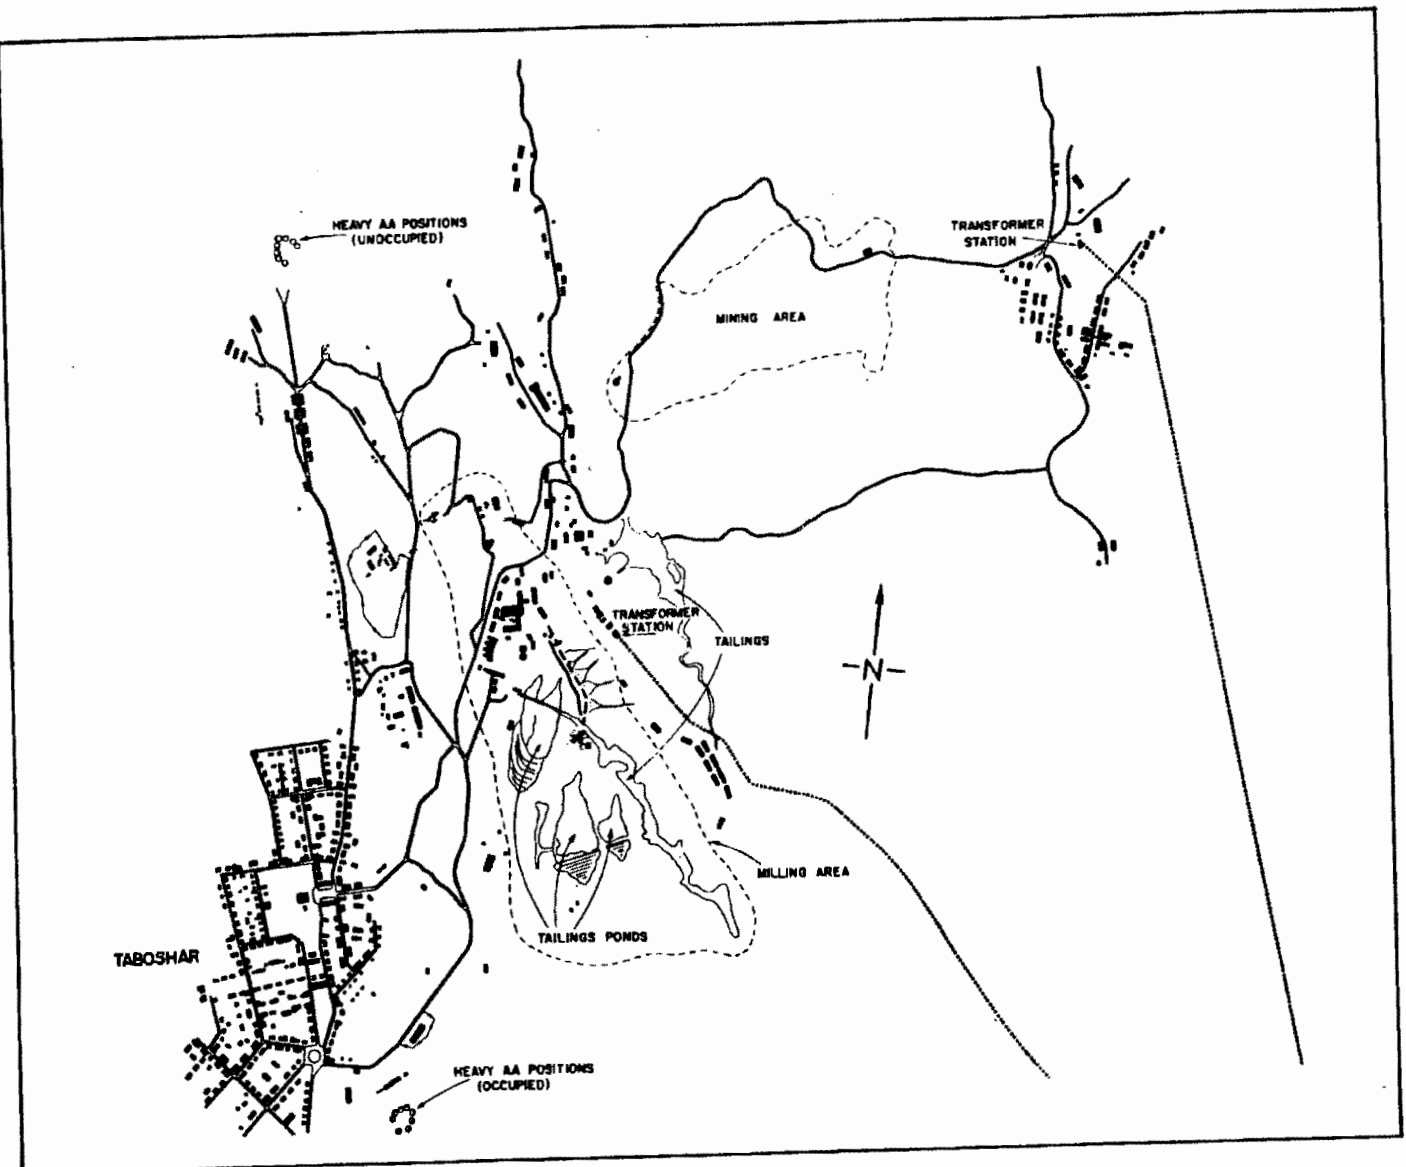 HEAVY AA POSITIONS
(UNOCCUPIED)
TRANSFORMER
STATION
MINING AREA
TRANSFORMER
STATION
TAILINGS
-N-
MILLING AREA
TAILINGS PONDS
TABOSHAR
HEAVY AA POSITIONS
(OCCUPIED)